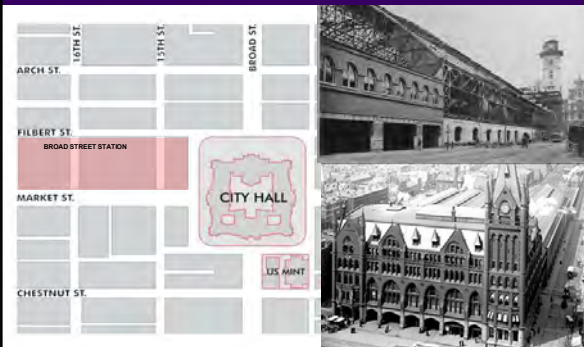 16TH ST.
15TH ST.
BROAD ST.
ARCH ST.
FILBERT ST.
BROAD STREET STATION
MARKET ST.
CITY HALL
US MINT
CHESTNUT ST.